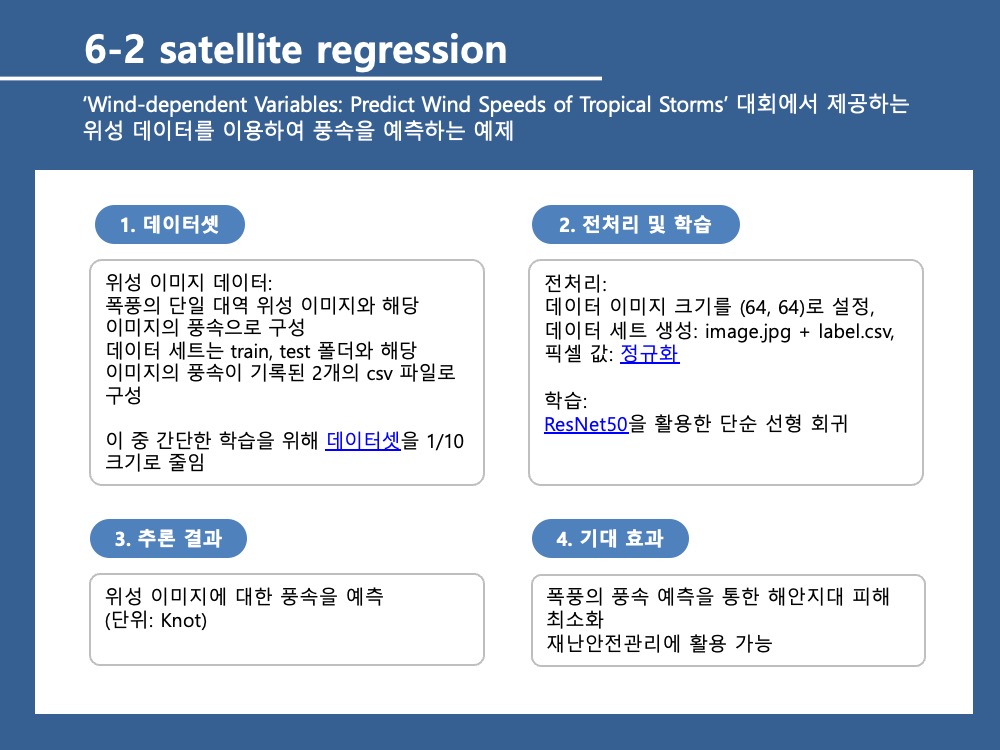 6-2 satellite regression
‘Wind-dependent Variables: Predict Wind Speeds of Tropical Storms’ 대회에서 제공하는
위성 데이터를 이용하여 풍속을 예측하는 예제
1. 데이터셋
위성 이미지 데이터:
폭풍의 단일 대역 위성 이미지와 해당
이미지의 풍속으로 구성
데이터 세트는 train, test 폴더와 해당
이미지의 풍속이 기록된 2개의 csv 파일로
구성
이 중 간단한 학습을 위해 데이터셋을 1/10
크기로 줄임
2. 전처리 및 학습
전처리:
데이터 이미지 크기를 (64, 64)로 설정,
데이터 세트 생성: image.jpg + label.csv,
픽셀 값: 정규화
학습:
ResNet50을 활용한 단순 선형 회귀
3. 추론 결과
위성 이미지에 대한 풍속을 예측
(단위: Knot)
4. 기대 효과
폭풍의 풍속 예측을 통한 해안지대 피해
최소화
재난안전관리에 활용 가능